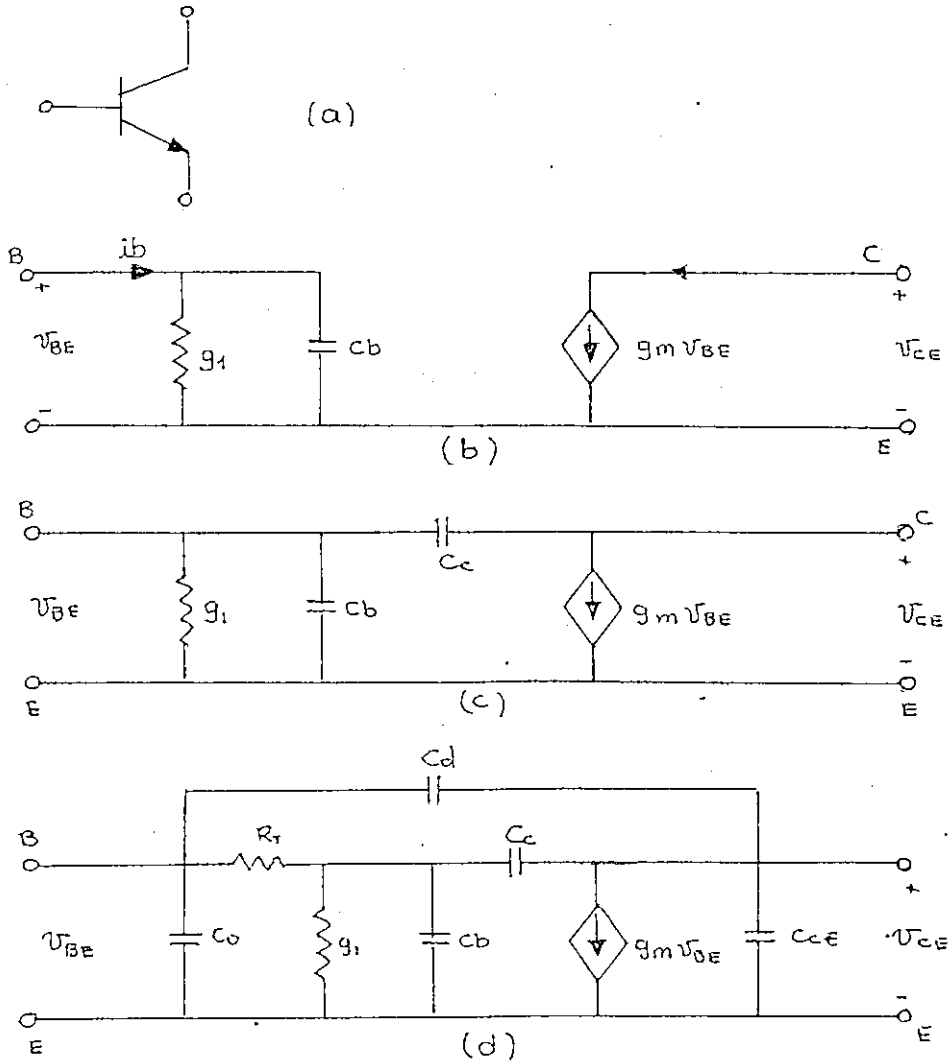 (a)
B ib C
+ +
VBE g1 Cb gm VBE VCE
- -
E
(b)
B C
Cc +
VBE g1 Cb gm VBE VCE
-
E (c) E
Cd
B Rr Cc
+
VBE Co g1 Cb gm VBE CCE VCE
-
E E
(d)